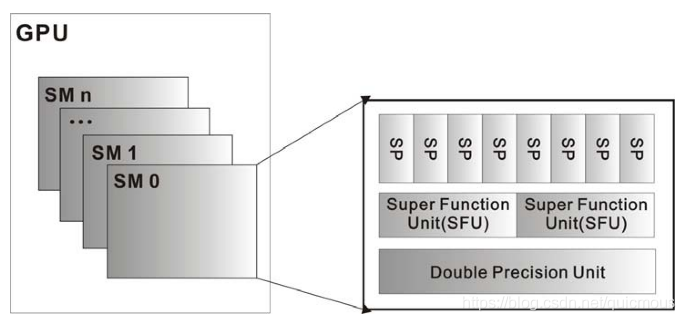 GPU
SM n
...
SM 1
SM 0
SP SP SP SP SP SP SP SP
Super Function Unit(SFU)
Super Function Unit(SFU)
Double Precision Unit
https://blog.csdn.net/quicmous